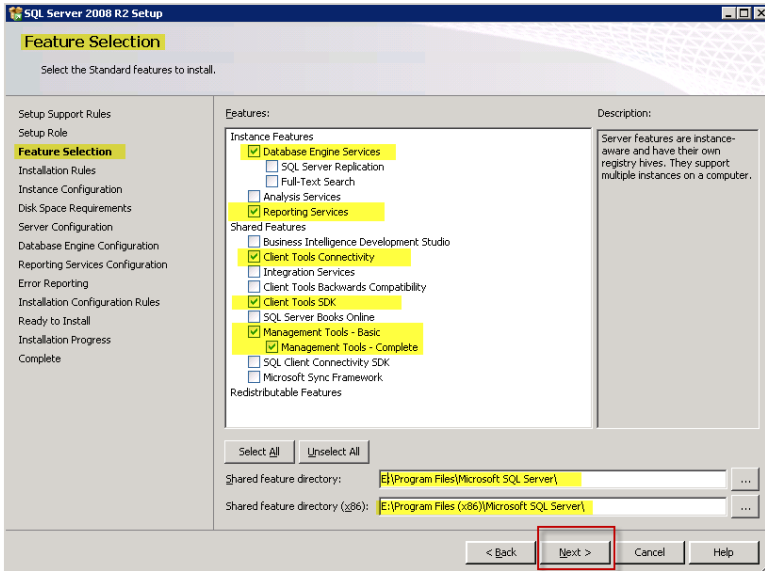 SQL Server 2008 R2 Setup
Feature Selection
Select the Standard features to install.
Setup Support Rules
Setup Role
Feature Selection
Installation Rules
Instance Configuration
Disk Space Requirements
Server Configuration
Database Engine Configuration
Reporting Services Configuration
Error Reporting
Installation Configuration Rules
Ready to Install
Installation Progress
Complete
Features:
Instance Features
Database Engine Services
SQL Server Replication
Full-Text Search
Analysis Services
Reporting Services
Shared Features
Business Intelligence Development Studio
Client Tools Connectivity
Integration Services
Client Tools Backwards Compatibility
Client Tools SDK
SQL Server Books Online
Management Tools - Basic
Management Tools - Complete
SQL Client Connectivity SDK
Microsoft Sync Framework
Redistributable Features
Description:
Server features are instance-
aware and have their own
registry hives. They support
multiple instances on a computer.
Select All
Unselect All
Shared feature directory:
E:\Program Files\Microsoft SQL Server\
...
Shared feature directory (x86):
E:\Program Files (x86)\Microsoft SQL Server\
...
< Back
Next >
Cancel
Help